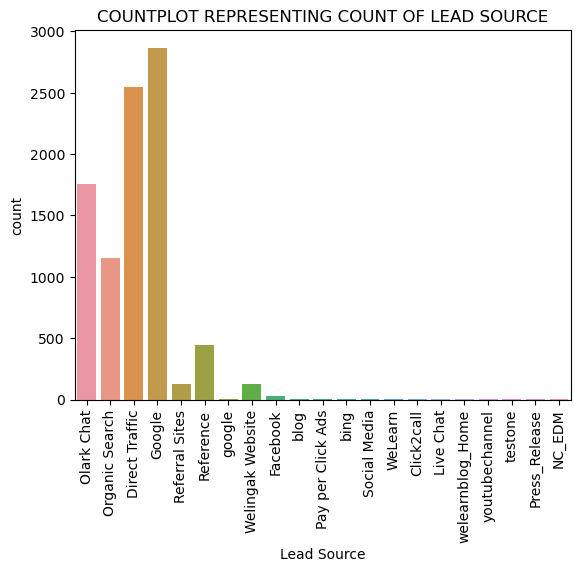 COUNTPLOT REPRESENTING COUNT OF LEAD SOURCE
3000
2500
2000
1500
1000
500
0
count
Olark Chat
Organic Search
Direct Traffic
Google
Referral Sites
Reference
google
Welingak Website
Facebook
blog
Pay per Click Ads
bing
Social Media
WeLearn
Click2call
Live Chat
welearnblog_Home
youtubechannel
testone
Press_Release
NC_EDM
Lead Source